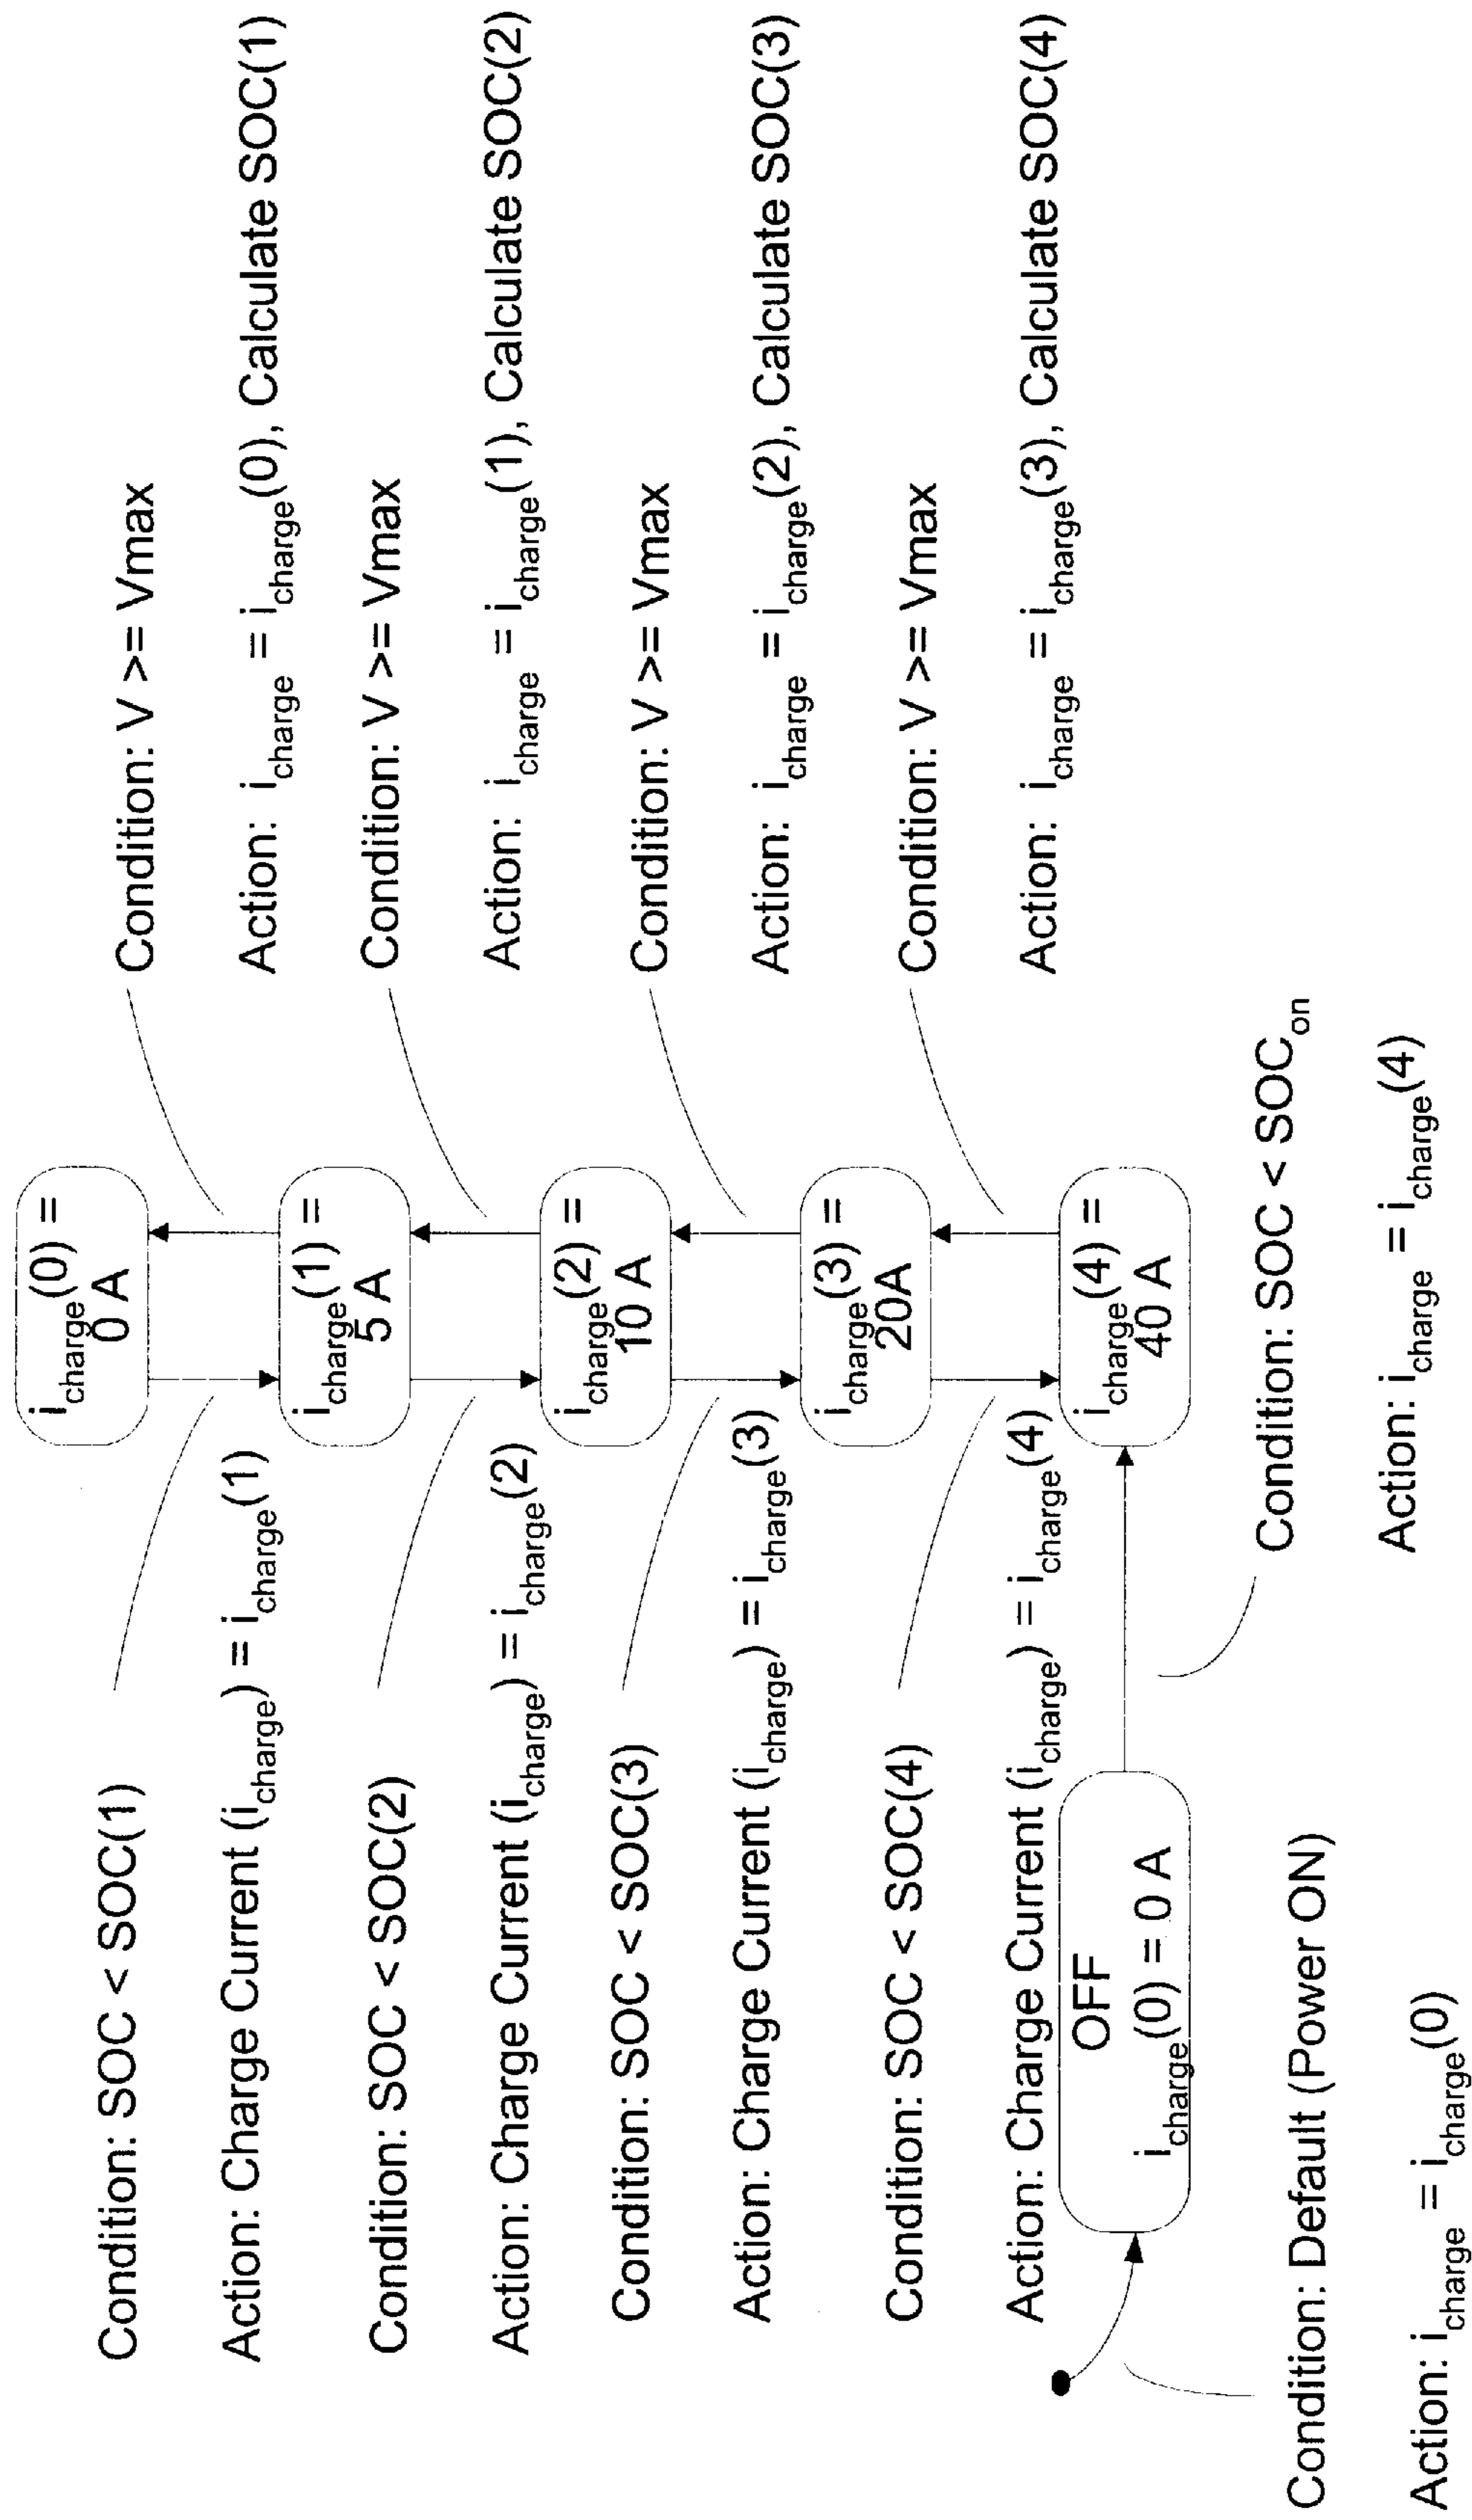 i_charge(0) =
0 A
Condition: SOC < SOC(1)
Action: Charge Current (i_charge) = i_charge(1)
Condition: V >= Vmax
Action: i_charge = i_charge(0), Calculate SOC(1)
i_charge(1) =
5 A
Condition: SOC < SOC(2)
Action: Charge Current (i_charge) = i_charge(2)
Condition: V >= Vmax
Action: i_charge = i_charge(1), Calculate SOC(2)
i_charge(2) =
10 A
Condition: SOC < SOC(3)
Action: Charge Current (i_charge) = i_charge(3)
Condition: V >= Vmax
Action: i_charge = i_charge(2), Calculate SOC(3)
i_charge(3) =
20A
Condition: SOC < SOC(4)
Action: Charge Current (i_charge) = i_charge(4)
Condition: V >= Vmax
Action: i_charge = i_charge(3), Calculate SOC(4)
i_charge(4) =
40 A
OFF
i_charge(0) = 0 A
Condition: SOC < SOC_on
Action: i_charge = i_charge(4)
Condition: Default (Power ON)
Action: i_charge = i_charge(0)